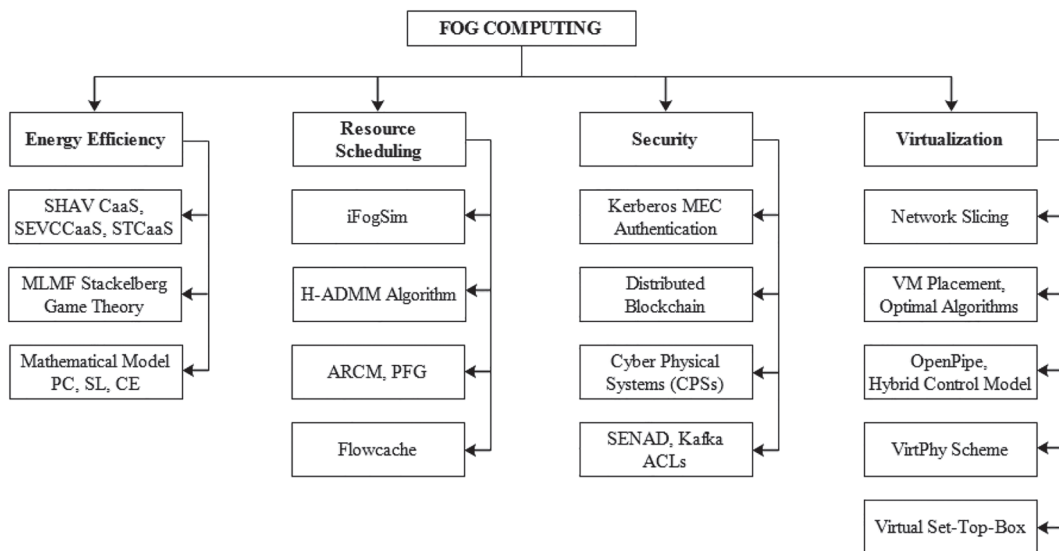 FOG COMPUTING
Energy Efficiency
SHAV CaaS,
SEVCCaaS, STCaaS
MLMF Stackelberg
Game Theory
Mathematical Model
PC, SL, CE
Resource
Scheduling
iFogSim
H-ADMM Algorithm
ARCM, PFG
Flowcache
Security
Kerberos MEC
Authentication
Distributed
Blockchain
Cyber Physical
Systems (CPSs)
SENAD, Kafka
ACLs
Virtualization
Network Slicing
VM Placement,
Optimal Algorithms
OpenPipe,
Hybrid Control Model
VirtPhy Scheme
Virtual Set-Top-Box